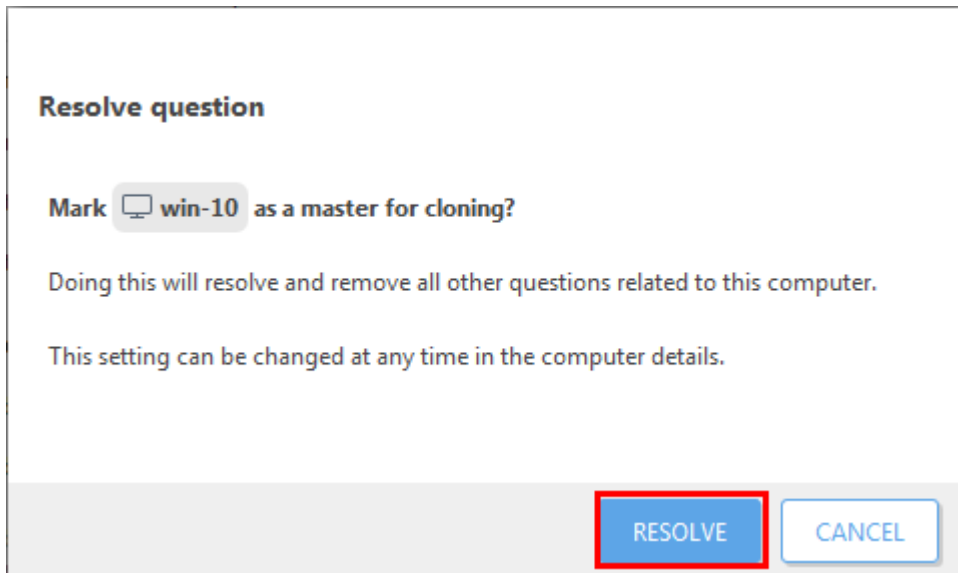 Resolve question
Mark win-10 as a master for cloning?
Doing this will resolve and remove all other questions related to this computer.
This setting can be changed at any time in the computer details.
RESOLVE CANCEL